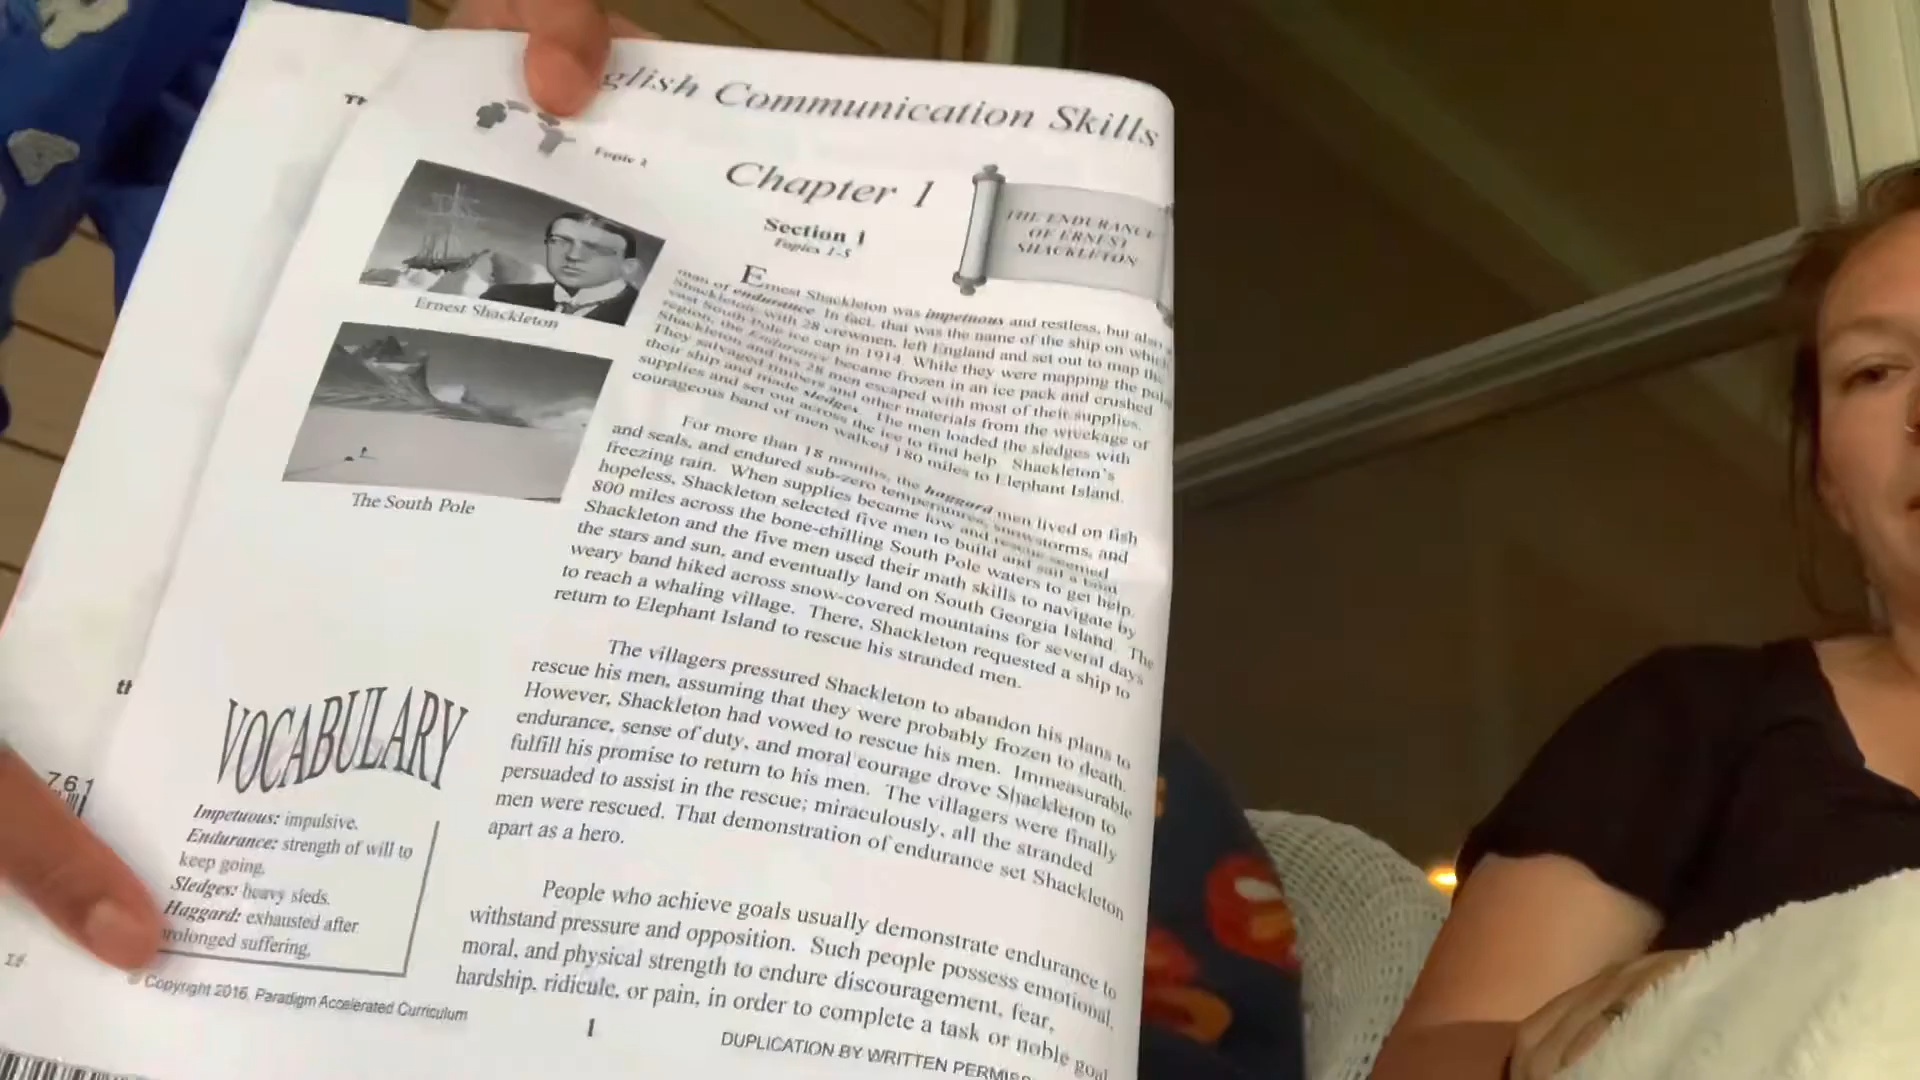 glish Communication Skills
Topic 1
Chapter 1
Section 1
Topics 1-5
THE ENDURANCE
OF ERNEST
SHACKLETON
Ernest Shackleton
The South Pole
Ernest Shackleton was impetuous and restless, but also a
man of endurance. In fact, that was the name of the ship on which
Shackleton, with 28 crewmen, left England and set out to map the
vast South Pole ice cap in 1914. While they were mapping the polar
region, the Endurance became frozen in an ice pack and crushed.
Shackleton and his 28 men escaped with most of their supplies.
They salvaged timbers and other materials from the wreckage of
their ship and made sledges. The men loaded the sledges with
supplies and set out across the ice to find help. Shackleton's
courageous band of men walked 180 miles to Elephant Island.
For more than 18 months, the haggard men lived on fish
and seals, and endured sub-zero temperatures, snowstorms, and
freezing rain. When supplies became low and rescue seemed
hopeless, Shackleton selected five men to build and sail a boat
800 miles across the bone-chilling South Pole waters to get help.
Shackleton and the five men used their math skills to navigate by
the stars and sun, and eventually land on South Georgia Island. The
weary band hiked across snow-covered mountains for several days
to reach a whaling village. There, Shackleton requested a ship to
return to Elephant Island to rescue his stranded men.
The villagers pressured Shackleton to abandon his plans to
rescue his men, assuming that they were probably frozen to death.
However, Shackleton had vowed to rescue his men. Immeasurable
endurance, sense of duty, and moral courage drove Shackleton to
fulfill his promise to return to his men. The villagers were finally
persuaded to assist in the rescue; miraculously, all the stranded
men were rescued. That demonstration of endurance set Shackleton
apart as a hero.
People who achieve goals usually demonstrate endurance to
withstand pressure and opposition. Such people possess emotional,
moral, and physical strength to endure discouragement, fear,
hardship, ridicule, or pain, in order to complete a task or noble goal
VOCABULARY
Impetuous: impulsive.
Endurance: strength of will to
keep going.
Sledges: heavy sleds.
Haggard: exhausted after
prolonged suffering.
© Copyright 2016, Paradigm Accelerated Curriculum
1
DUPLICATION BY WRITTEN PERMIS
Th
th
761